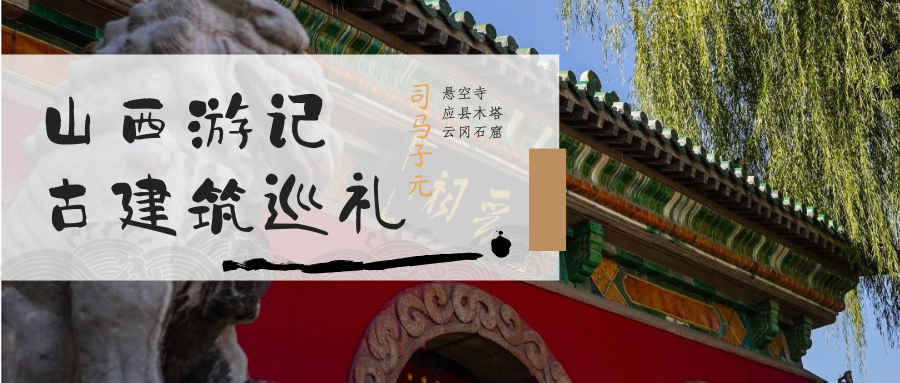 山西游记
古建筑巡礼
司马子元
悬空寺
应县木塔
云冈石窟